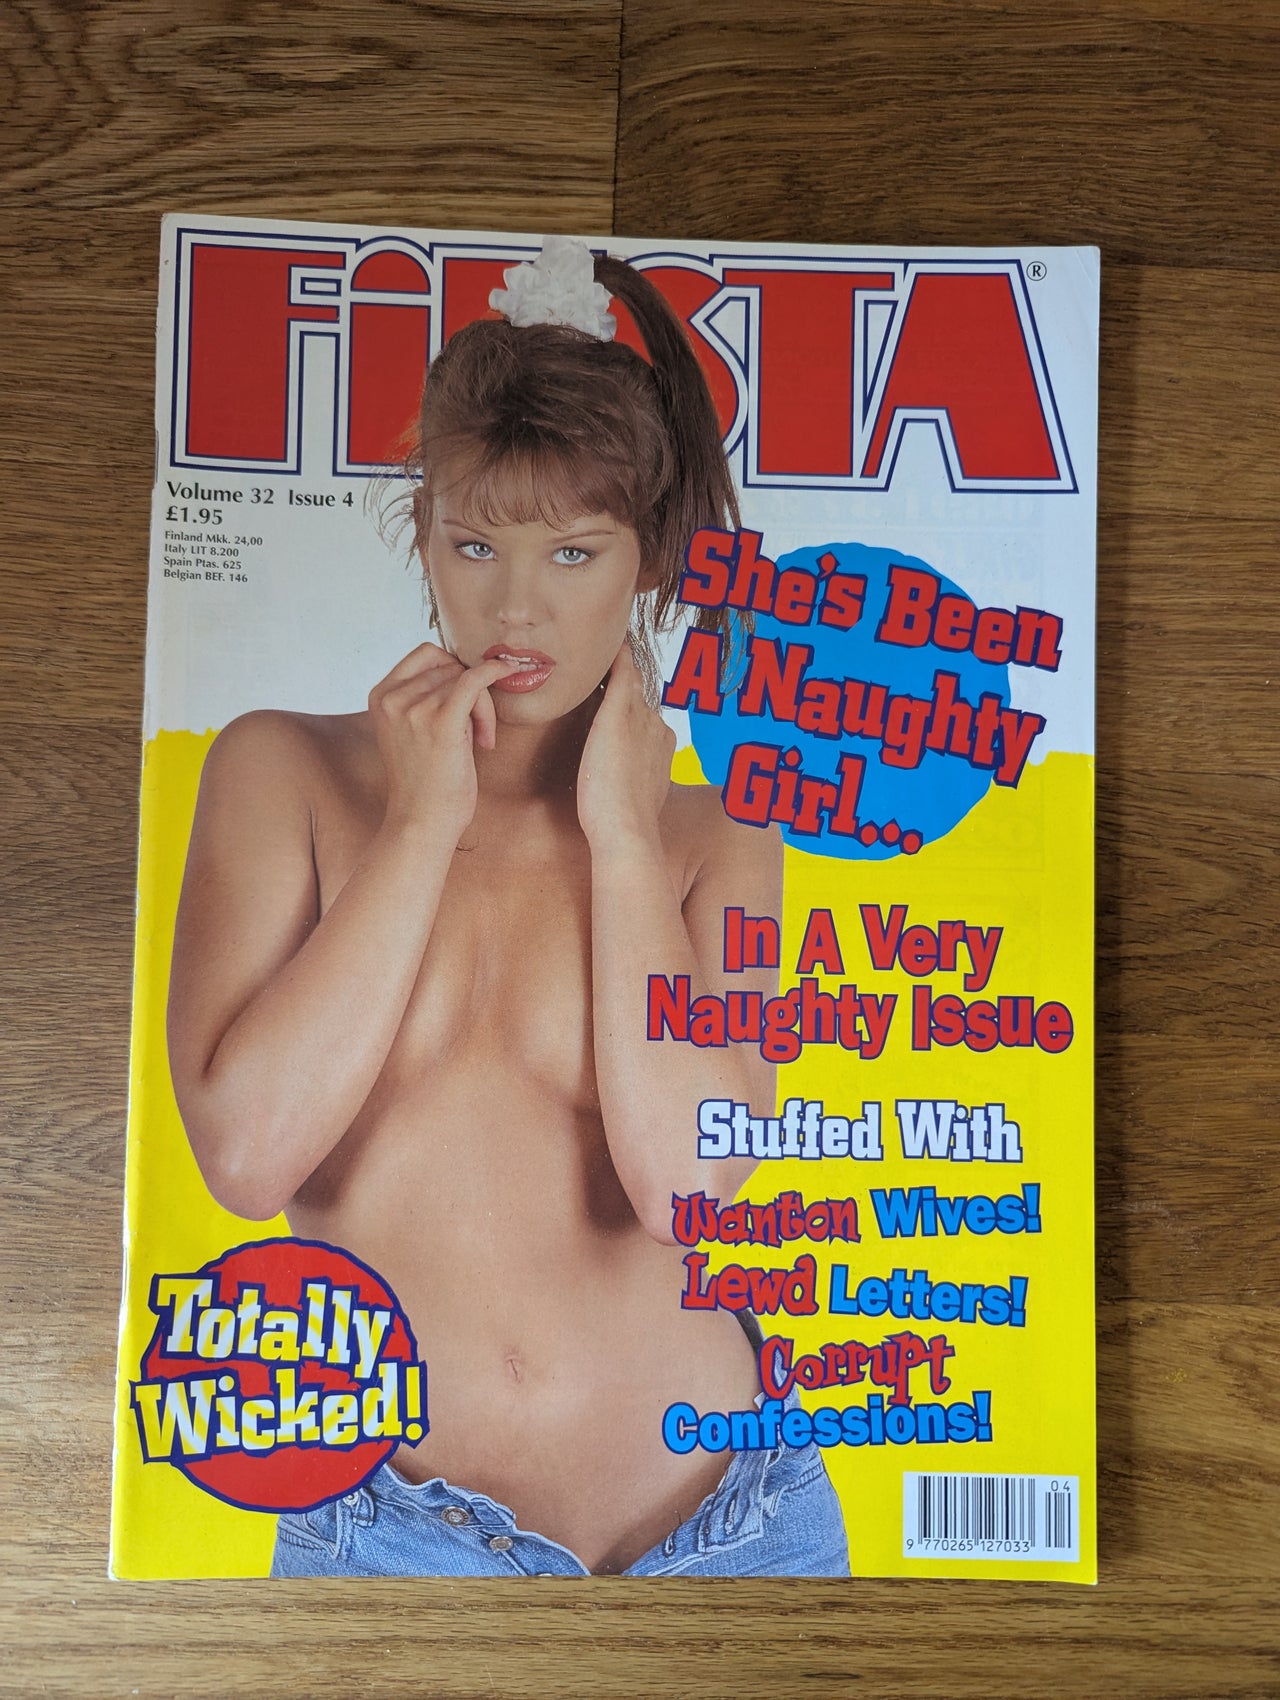 FiESTA®
Volume 32 Issue 4
£1.95
Finland Mkk. 24,00
Italy LIT 8.200
Spain Ptas. 625
Belgian BEF. 146
She's Been
A Naughty
Girl...
In A Very
Naughty Issue
Stuffed With
Wanton Wives!
Lewd Letters!
Corrupt
Confessions!
Totally
Wicked!
04
9 770265 127033